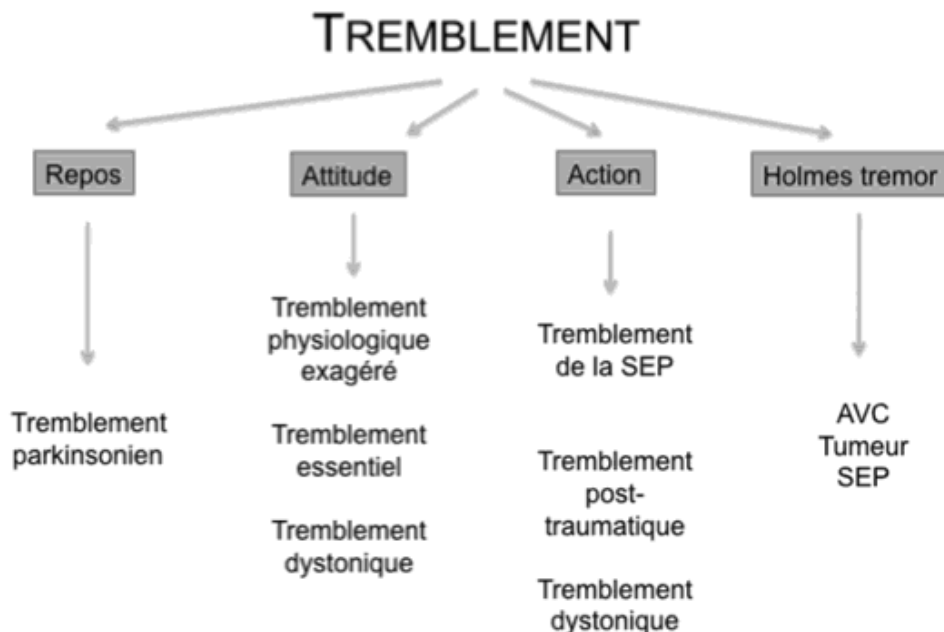 TREMBLEMENT
Repos
Attitude
Action
Holmes tremor
Tremblement
parkinsonien
Tremblement
physiologique
exagéré
Tremblement
essentiel
Tremblement
dystonique
Tremblement
de la SEP
Tremblement
post-
traumatique
Tremblement
dystonique
AVC
Tumeur
SEP